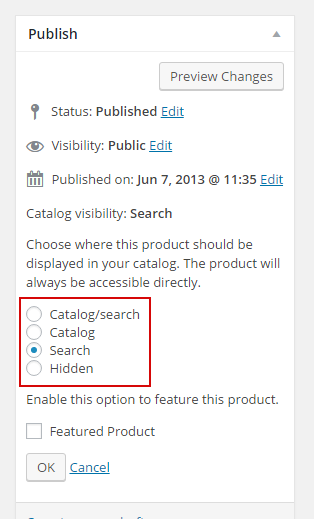 Publish
Preview Changes
Status: Published Edit
Visibility: Public Edit
Published on: Jun 7, 2013 @ 11:35 Edit
Catalog visibility: Search
Choose where this product should be
displayed in your catalog. The product will
always be accessible directly.
Catalog/search
Catalog
Search
Hidden
Enable this option to feature this product.
Featured Product
OK Cancel